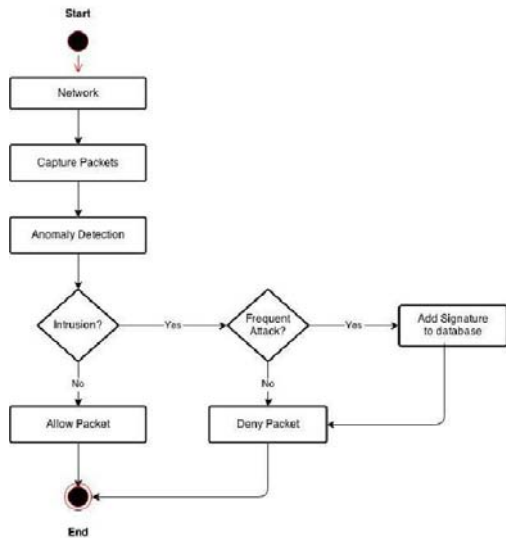 Start
Network
Capture Packets
Anomaly Detection
Intrusion?
Yes
Frequent
Attack?
Yes
Add Signature
to database
No
No
Allow Packet
Deny Packet
End